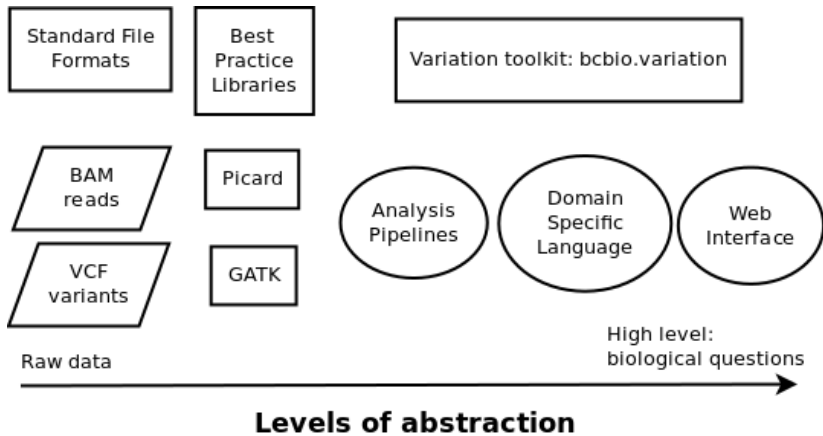 Standard File
Formats
Best
Practice
Libraries
Variation toolkit: bcbio.variation
BAM
reads
Picard
Analysis
Pipelines
Domain
Specific
Language
Web
Interface
VCF
variants
GATK
Raw data
High level:
biological questions
Levels of abstraction